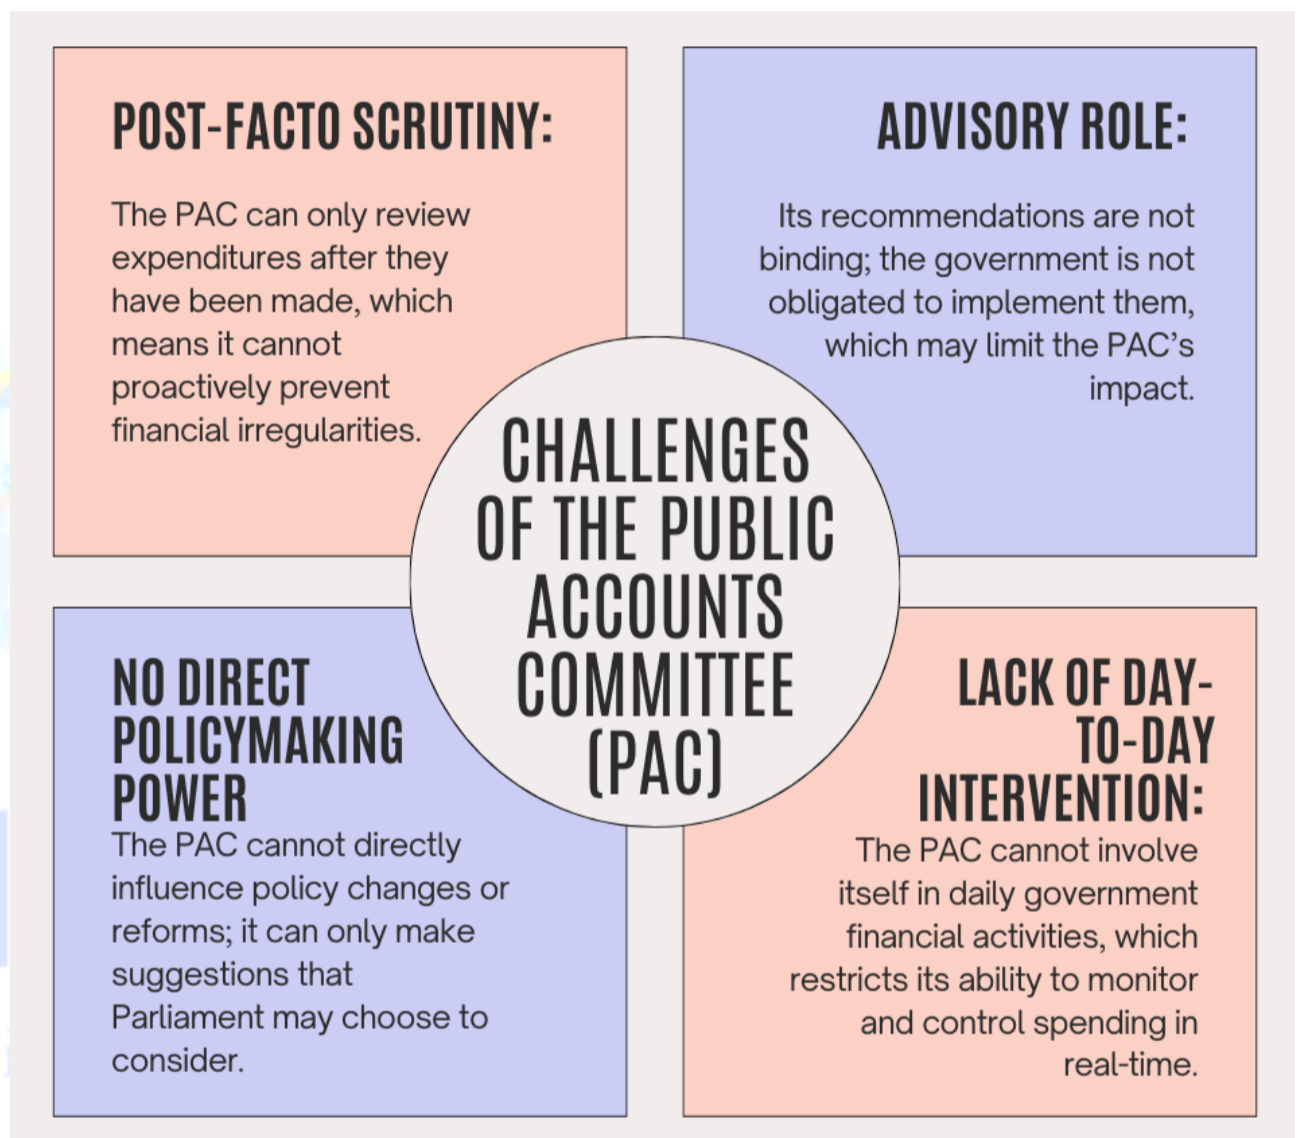 POST-FACTO SCRUTINY:
The PAC can only review
expenditures after they
have been made, which
means it cannot
proactively prevent
financial irregularities.
ADVISORY ROLE:
Its recommendations are not
binding; the government is not
obligated to implement them,
which may limit the PAC’s
impact.
CHALLENGES
OF THE PUBLIC
ACCOUNTS
COMMITTEE
(PAC)
NO DIRECT
POLICYMAKING
POWER
The PAC cannot directly
influence policy changes or
reforms; it can only make
suggestions that
Parliament may choose to
consider.
LACK OF DAY-
TO-DAY
INTERVENTION:
The PAC cannot involve
itself in daily government
financial activities, which
restricts its ability to monitor
and control spending in
real-time.